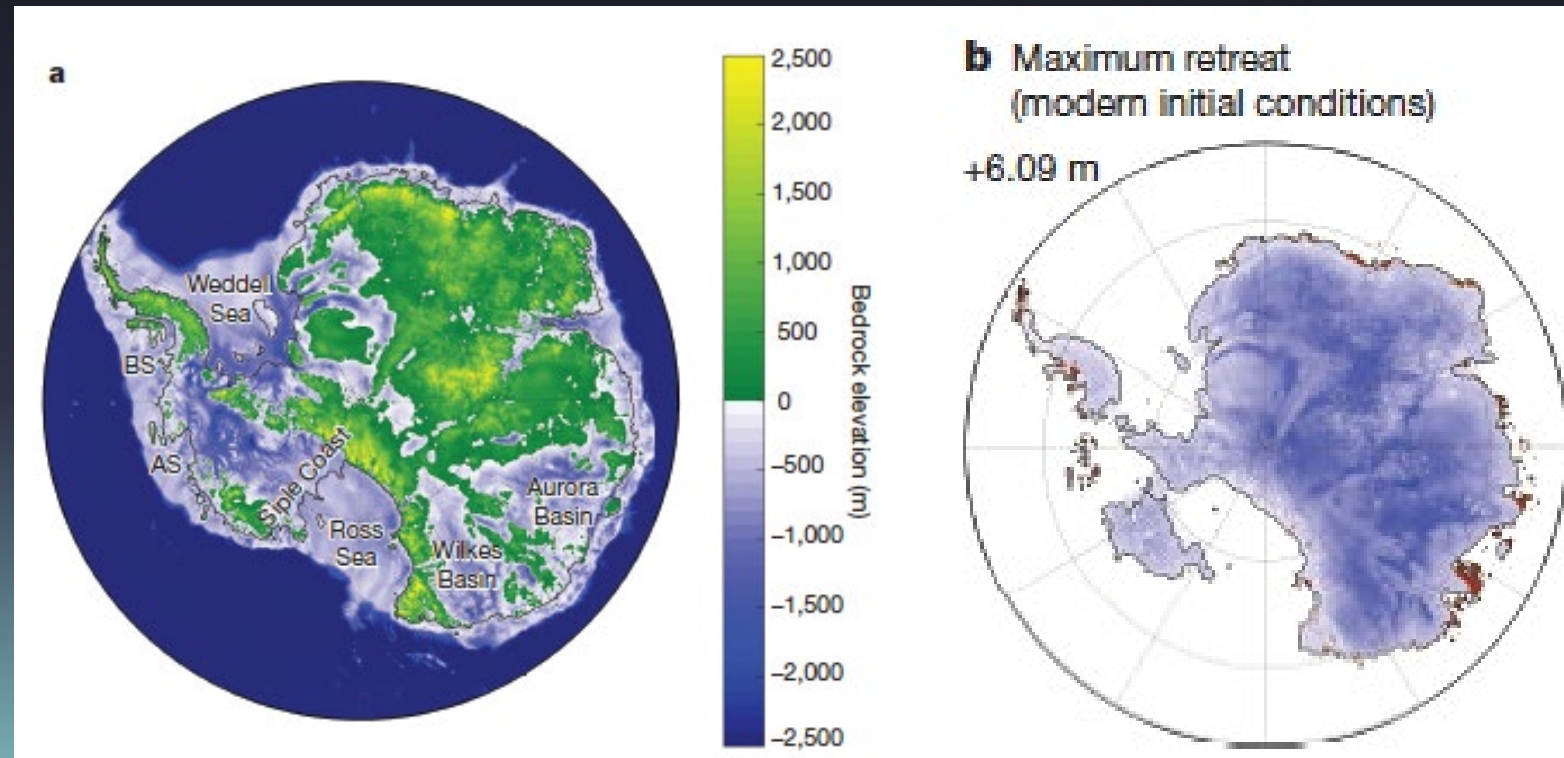 a
Weddell
Sea
BS
AS
Siple Coast
Ross
Sea
Wilkes
Basin
Aurora
Basin
2,500
2,000
1,500
1,000
500
0
−500
−1,000
−1,500
−2,000
−2,500
Bedrock elevation (m)
b Maximum retreat
(modern initial conditions)
+6.09 m